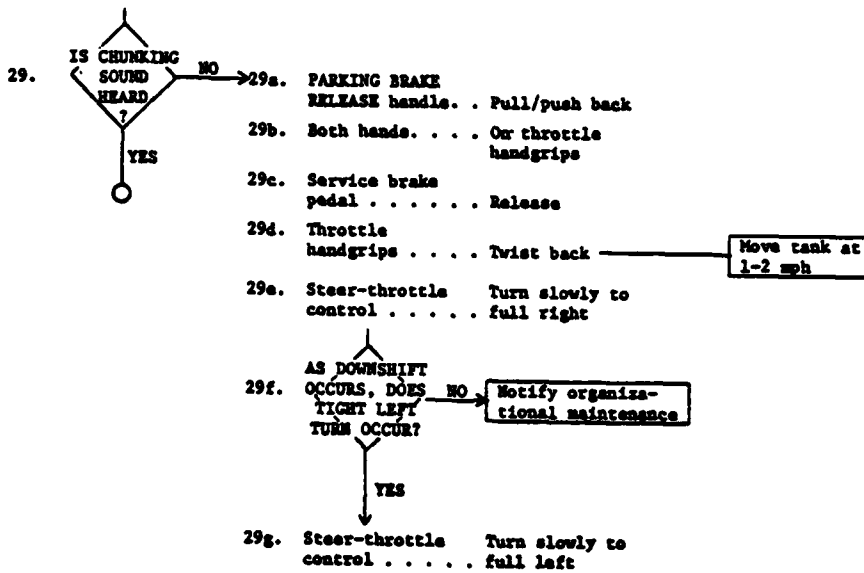 29. IS CHUNKING
SOUND
HEARD
?
NO
YES
29a. PARKING BRAKE
RELEASE handle. . Pull/push back
29b. Both hands. . . . On throttle
handgrips
29c. Service brake
pedal . . . . . . Release
29d. Throttle
handgrips . . . . Twist back
Move tank at
1-2 mph
29e. Steer-throttle Turn slowly to
control . . . . . full right
29f. AS DOWNSHIFT
OCCURS, DOES
TIGHT LEFT
TURN OCCUR?
NO
Notify organiza-
tional maintenance
YES
29g. Steer-throttle Turn slowly to
control . . . . . full left